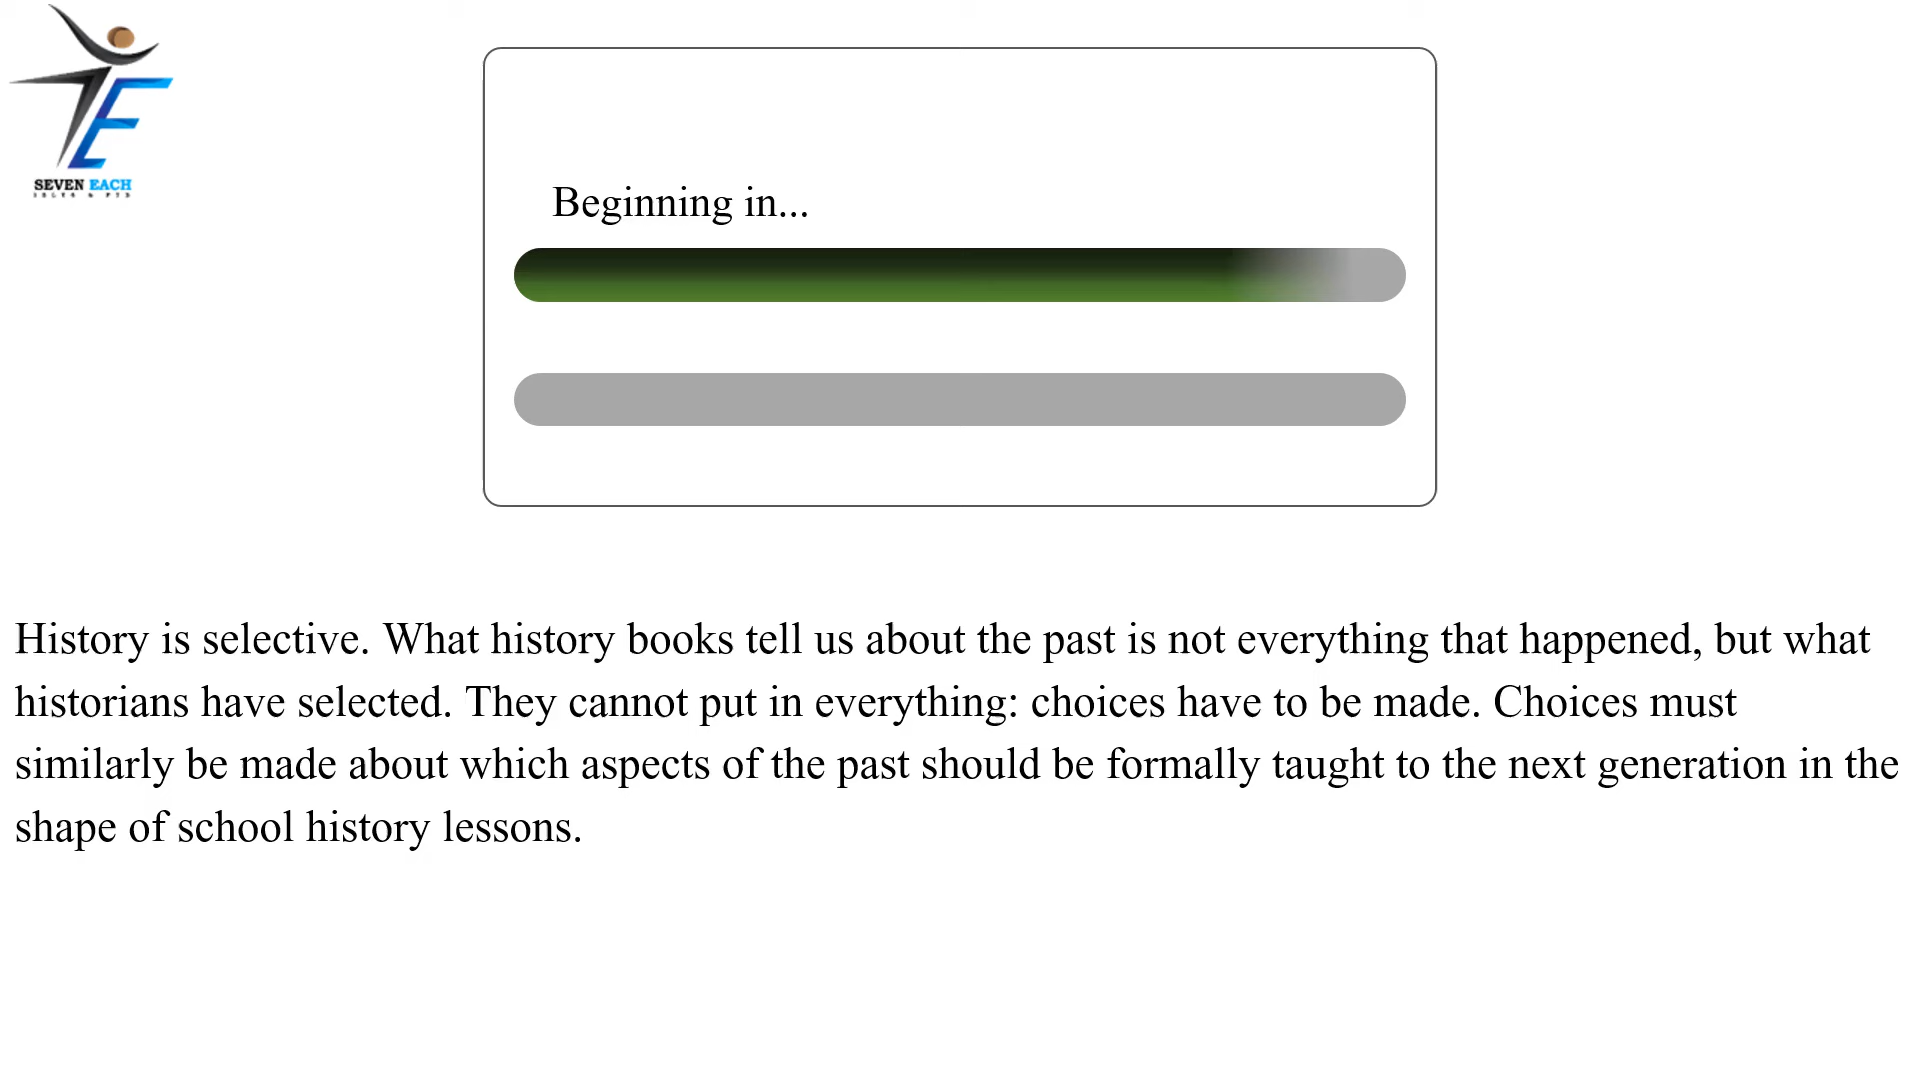 SEVEN EACH
IELTS & PTE
Beginning in...
History is selective. What history books tell us about the past is not everything that happened, but what
historians have selected. They cannot put in everything: choices have to be made. Choices must
similarly be made about which aspects of the past should be formally taught to the next generation in the
shape of school history lessons.